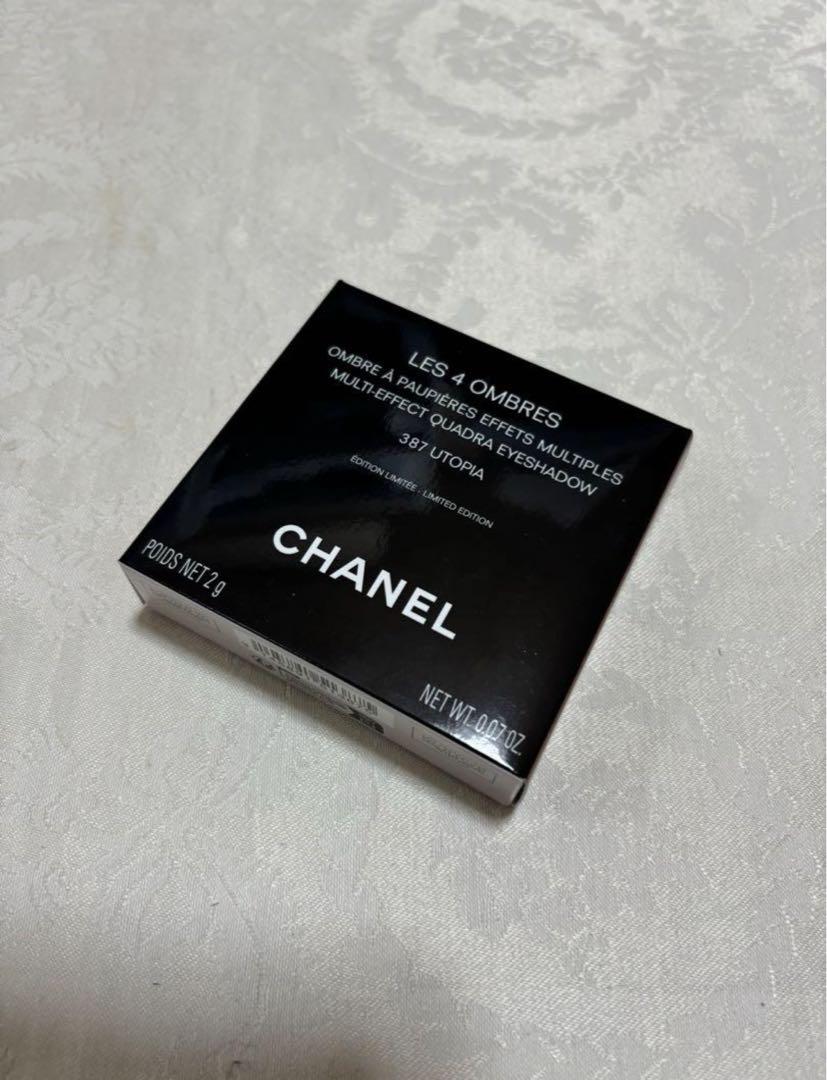 LES 4 OMBRES
OMBRE À PAUPIÈRES EFFETS MULTIPLES
MULTI-EFFECT QUADRA EYESHADOW
387 UTOPIA
ÉDITION LIMITÉE . LIMITED EDITION
CHANEL
POIDS NET 2 g
NET WT. 0.07 OZ.